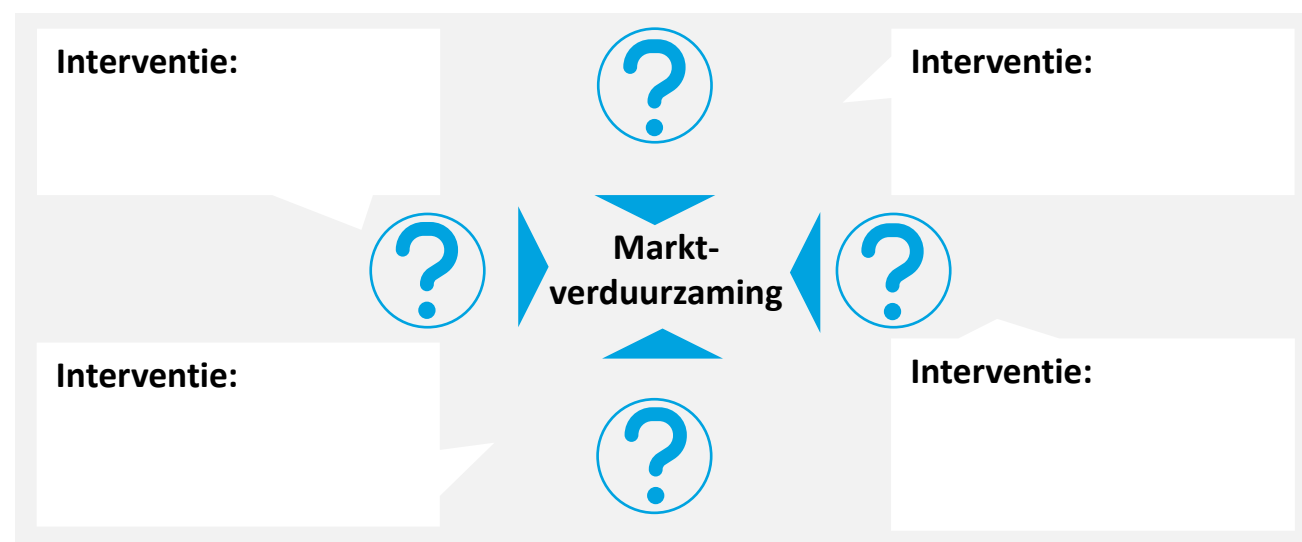 Interventie:
?
Interventie:
?
Markt-
verduurzaming
?
Interventie:
Interventie:
?